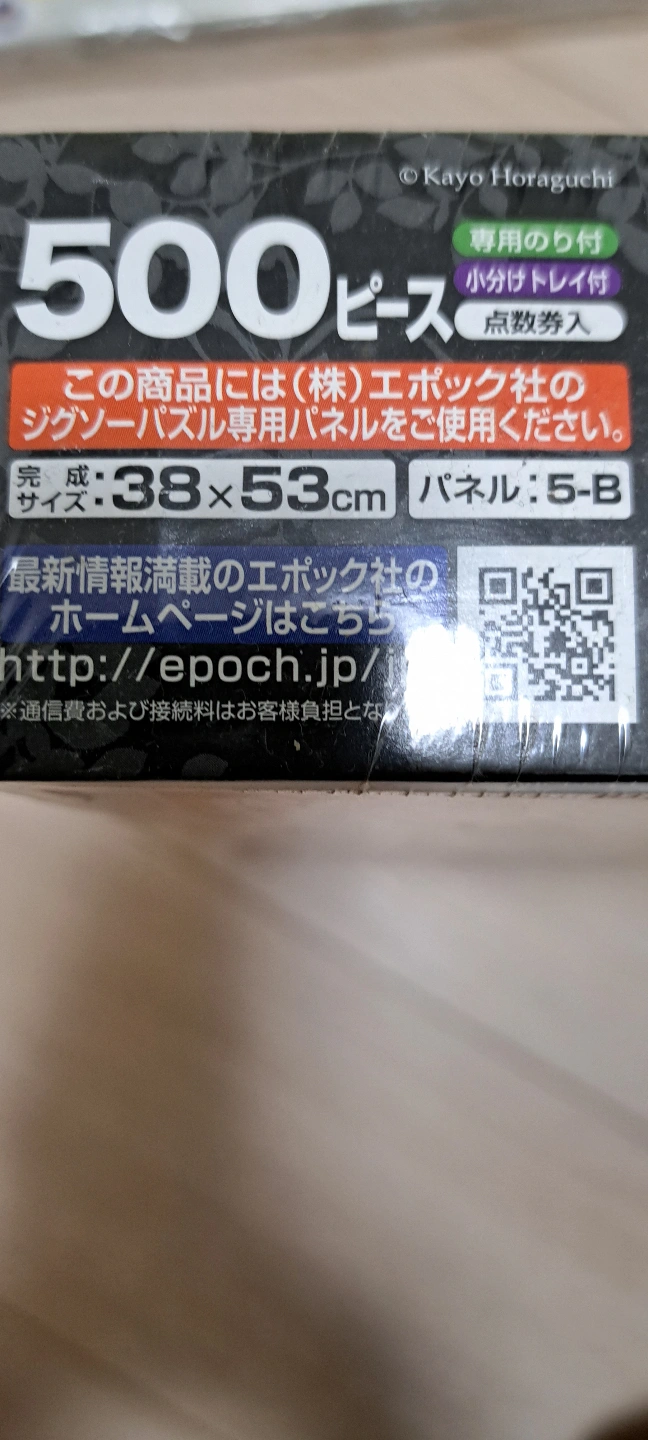 © Kayo Horaguchi
500ピース
専用のり付
小分けトレイ付
点数券入
この商品には(株)エポック社の
ジグソーパズル専用パネルをご使用ください。
完成サイズ:38×53cm
パネル:5-B
最新情報満載のエポック社の
ホームページはこちら
http://epoch.jp/
※通信費および接続料はお客様負担とな